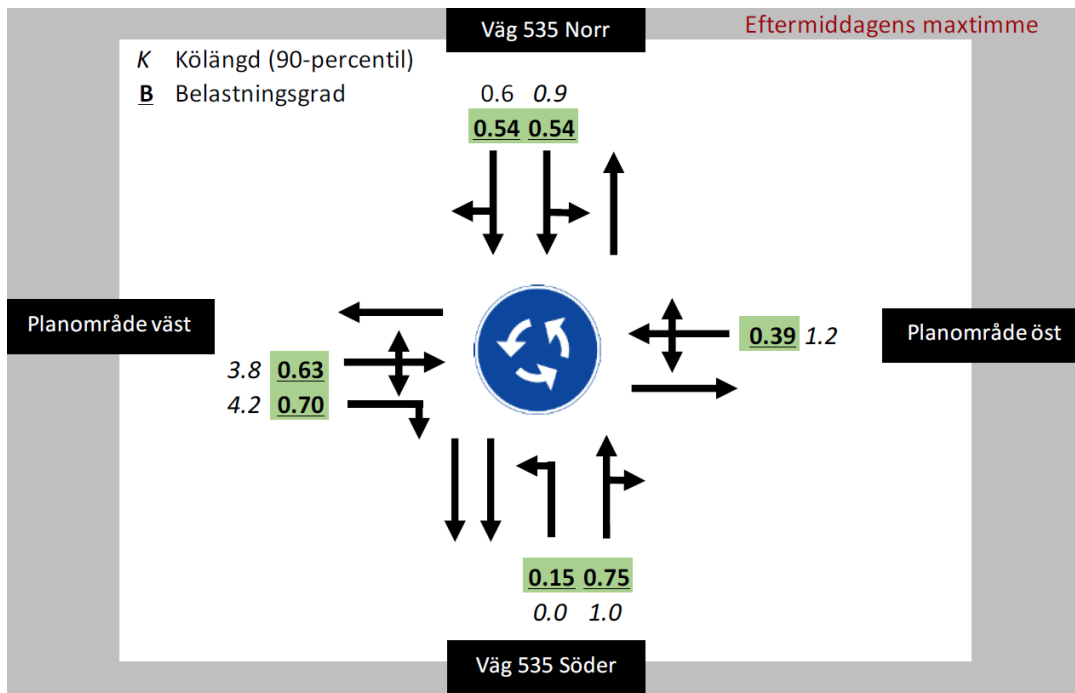 Väg 535 Norr
Eftermiddagens maxtimme
K Kölängd (90-percentil)
B Belastningsgrad
0.6 0.9
0.54 0.54
Planområde väst
3.8 0.63
4.2 0.70
0.39 1.2
Planområde öst
0.15 0.75
0.0 1.0
Väg 535 Söder